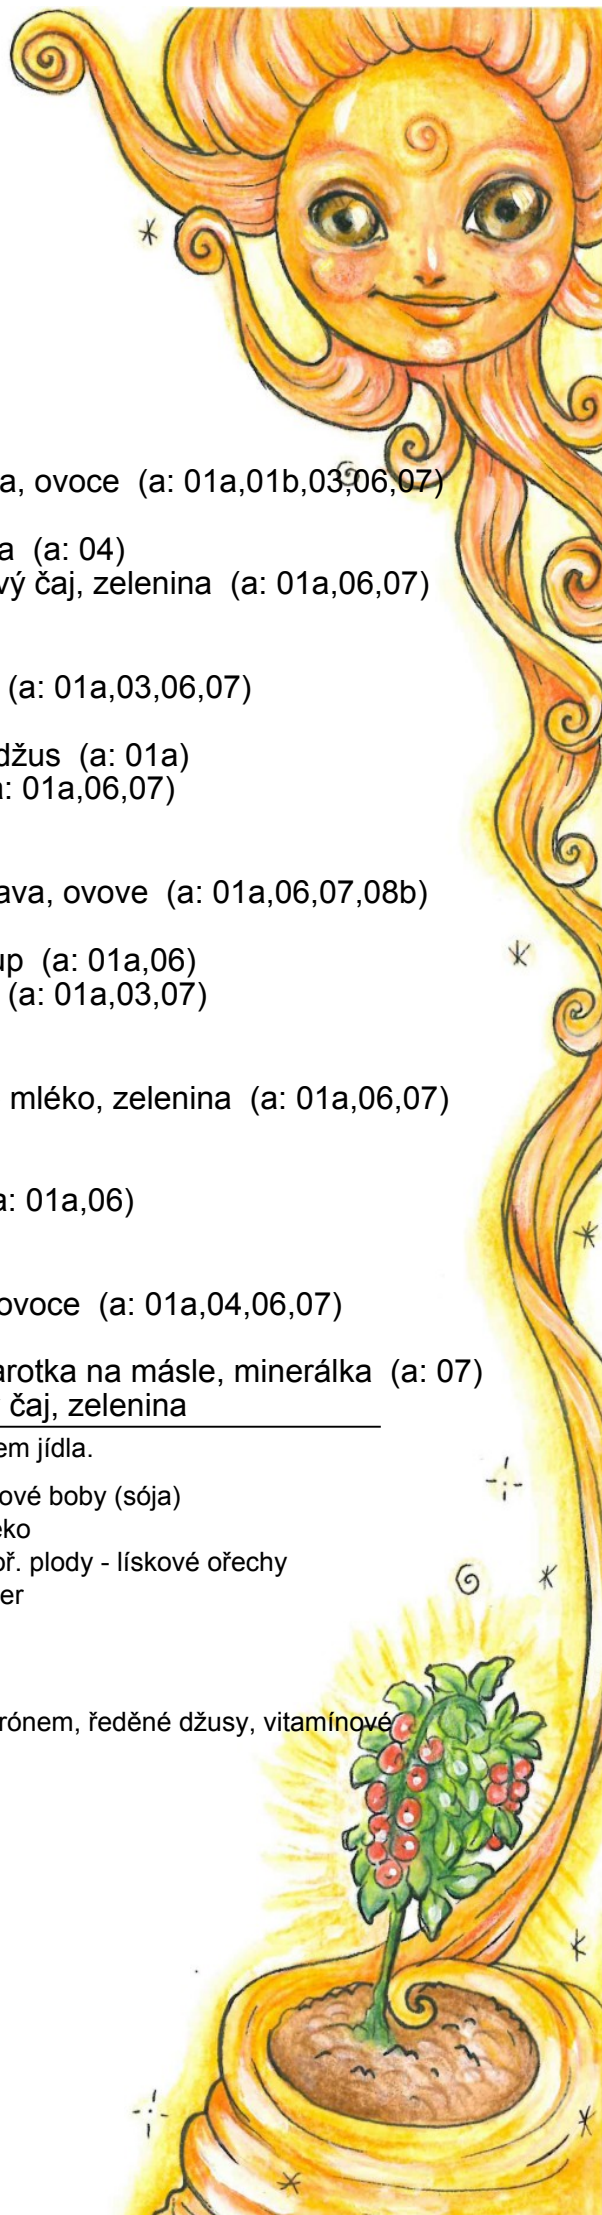 a, ovoce (a: 01a,01b,03,06,07)
a (a: 04)
vý čaj, zelenina (a: 01a,06,07)
(a: 01a,03,06,07)
džus (a: 01a)
a: 01a,06,07)
ava, ovove (a: 01a,06,07,08b)
up (a: 01a,06)
(a: 01a,03,07)
mléko, zelenina (a: 01a,06,07)
a: 01a,06)
ovoce (a: 01a,04,06,07)
arotka na másle, minerálka (a: 07)
čaj, zelenina
em jídla.
ové boby (sója)
éko
oř. plody - lískové ořechy
er
rónem, ředěné džusy, vitamínové